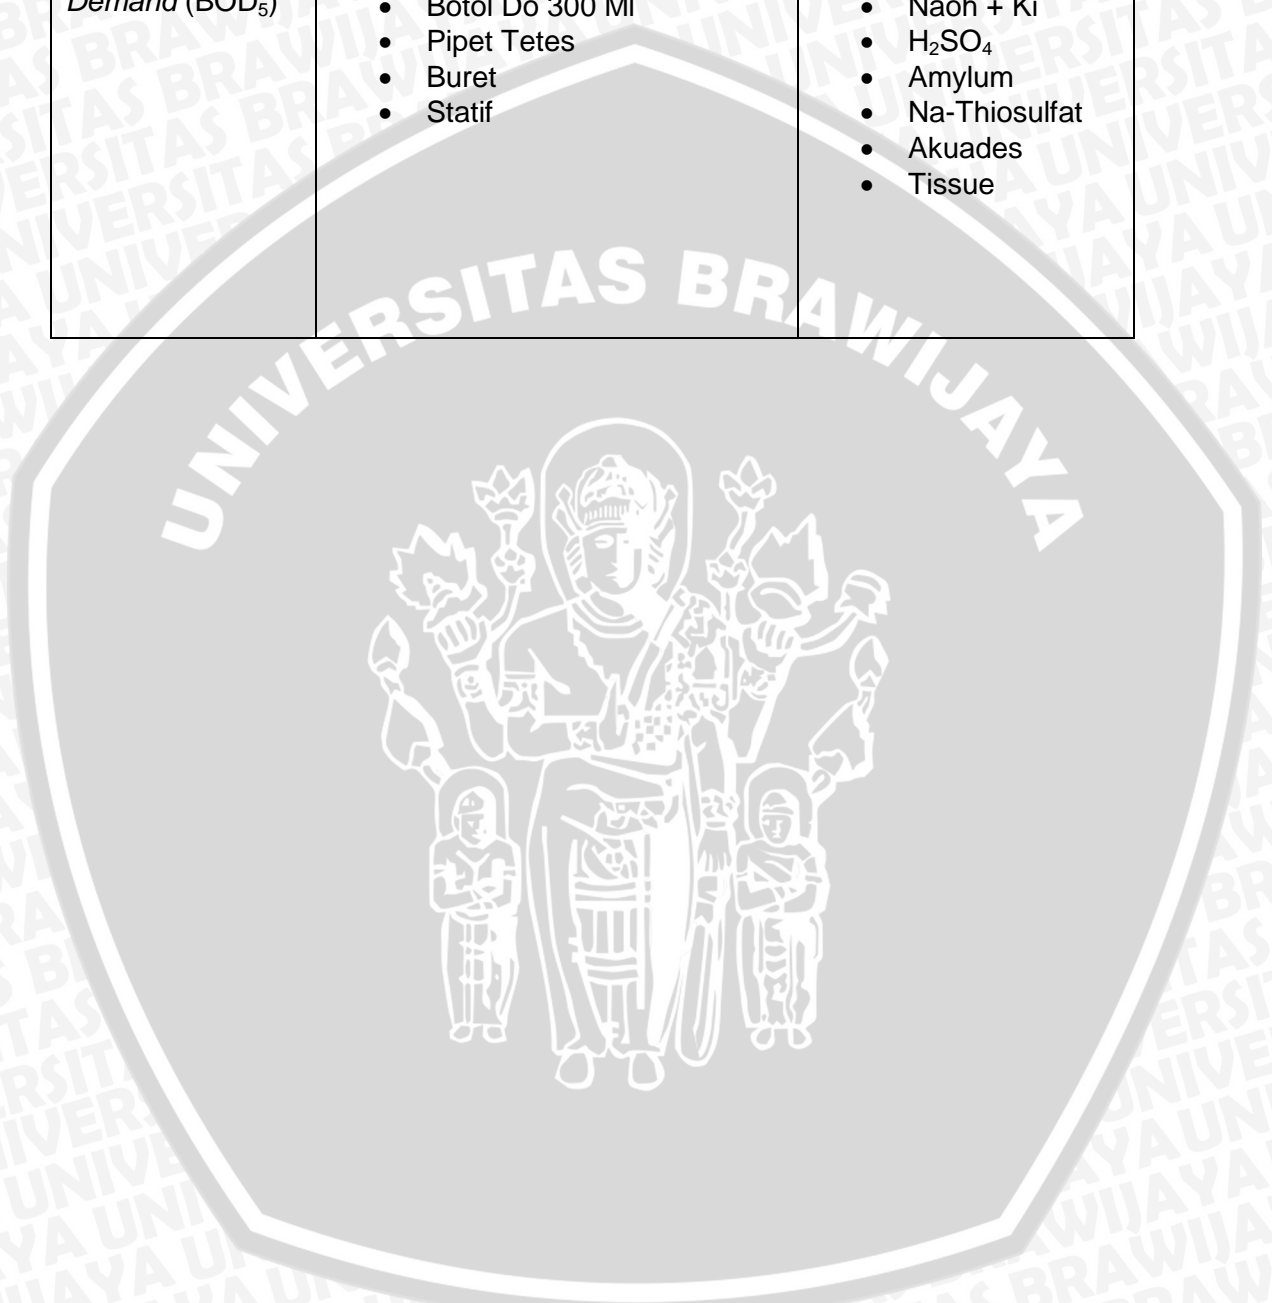 Demand (BOD₅)
• Botol Do 300 Ml
• Pipet Tetes
• Buret
• Statif
• Naoh + Ki
• H₂SO₄
• Amylum
• Na-Thiosulfat
• Akuades
• Tissue
UNIVERSITAS BRAWIJAYA